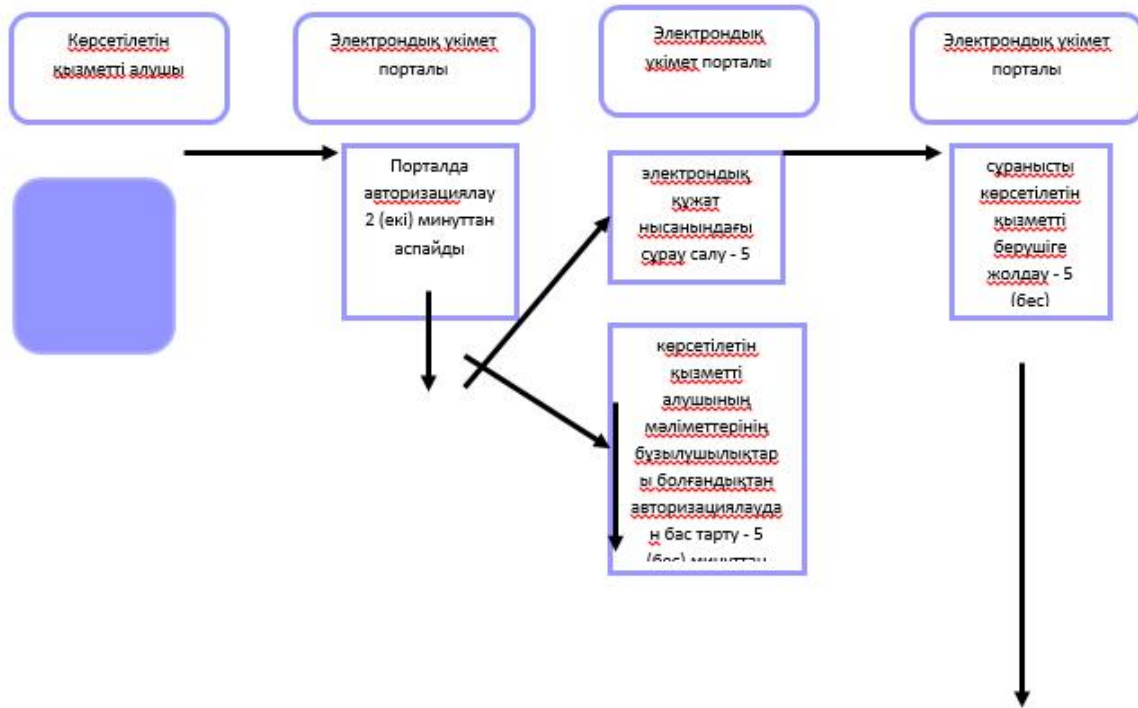 Көрсетілетін
қызметті алушы
Электрондық үкімет
порталы
Электрондық
үкімет порталы
Электрондық үкімет
порталы
Порталда
авторизациялау
2 (екі) минуттан
аспайды
электрондық
құжат
нысанындағы
сұрау салу - 5
сұранысты
көрсетілетін
қызметті
берушіге
жолдау - 5
(бес)
көрсетілетін
қызметті
алушының
мәліметтерінің
бұзылушылықтар
ы болғандықтан
авторизациялауда
н бас тарту - 5
(бес) минуттан